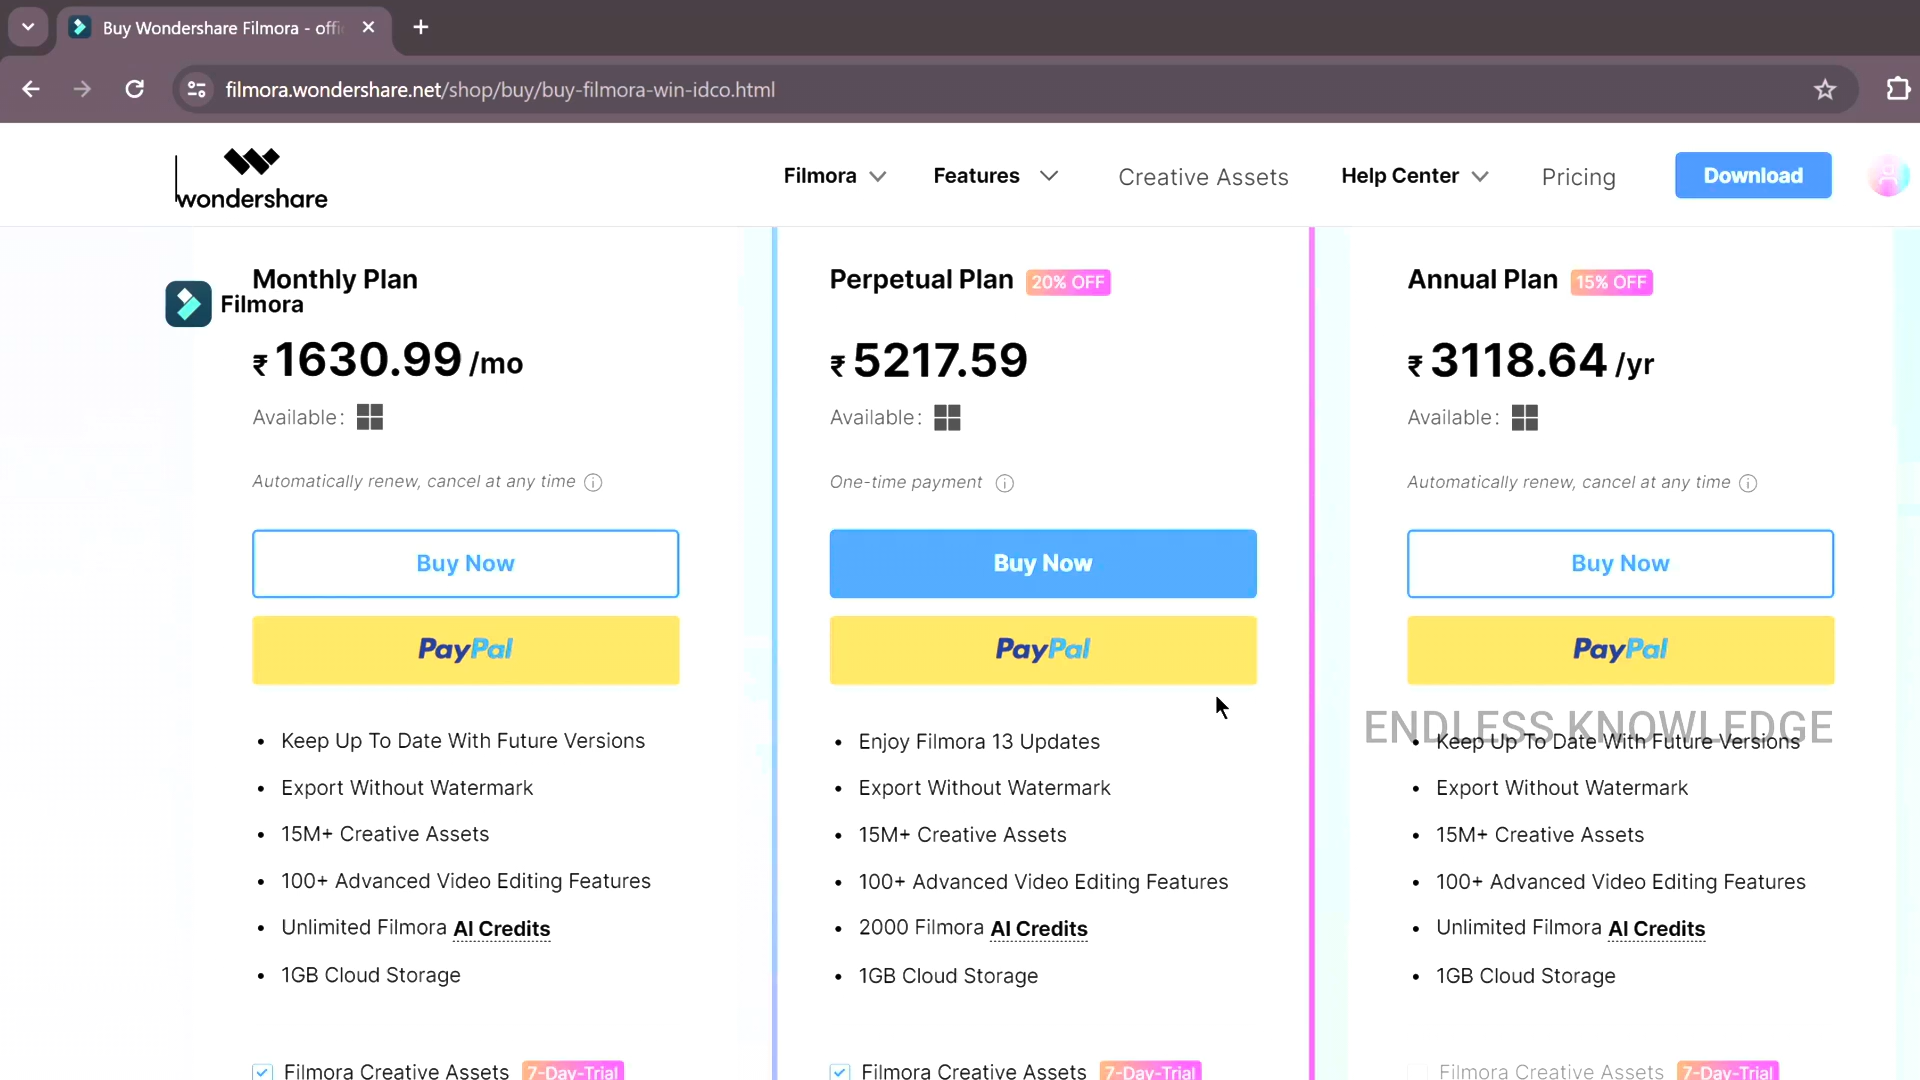 Buy Wondershare Filmora - offi
filmora.wondershare.net/shop/buy/buy-filmora-win-idco.html
wondershare
Filmora
Features
Creative Assets
Help Center
Pricing
Download
Filmora
Monthly Plan
₹ 1630.99 /mo
Available:
Automatically renew, cancel at any time
Buy Now
PayPal
• Keep Up To Date With Future Versions
• Export Without Watermark
• 15M+ Creative Assets
• 100+ Advanced Video Editing Features
• Unlimited Filmora AI Credits
• 1GB Cloud Storage
Filmora Creative Assets 7-Day-Trial
Perpetual Plan 20% OFF
₹ 5217.59
Available:
One-time payment
Buy Now
PayPal
• Enjoy Filmora 13 Updates
• Export Without Watermark
• 15M+ Creative Assets
• 100+ Advanced Video Editing Features
• 2000 Filmora AI Credits
• 1GB Cloud Storage
Filmora Creative Assets 7-Day-Trial
Annual Plan 15% OFF
₹ 3118.64 /yr
Available:
Automatically renew, cancel at any time
Buy Now
PayPal
ENDLESS KNOWLEDGE
• Keep Up To Date With Future Versions
• Export Without Watermark
• 15M+ Creative Assets
• 100+ Advanced Video Editing Features
• Unlimited Filmora AI Credits
• 1GB Cloud Storage
Filmora Creative Assets 7-Day-Trial